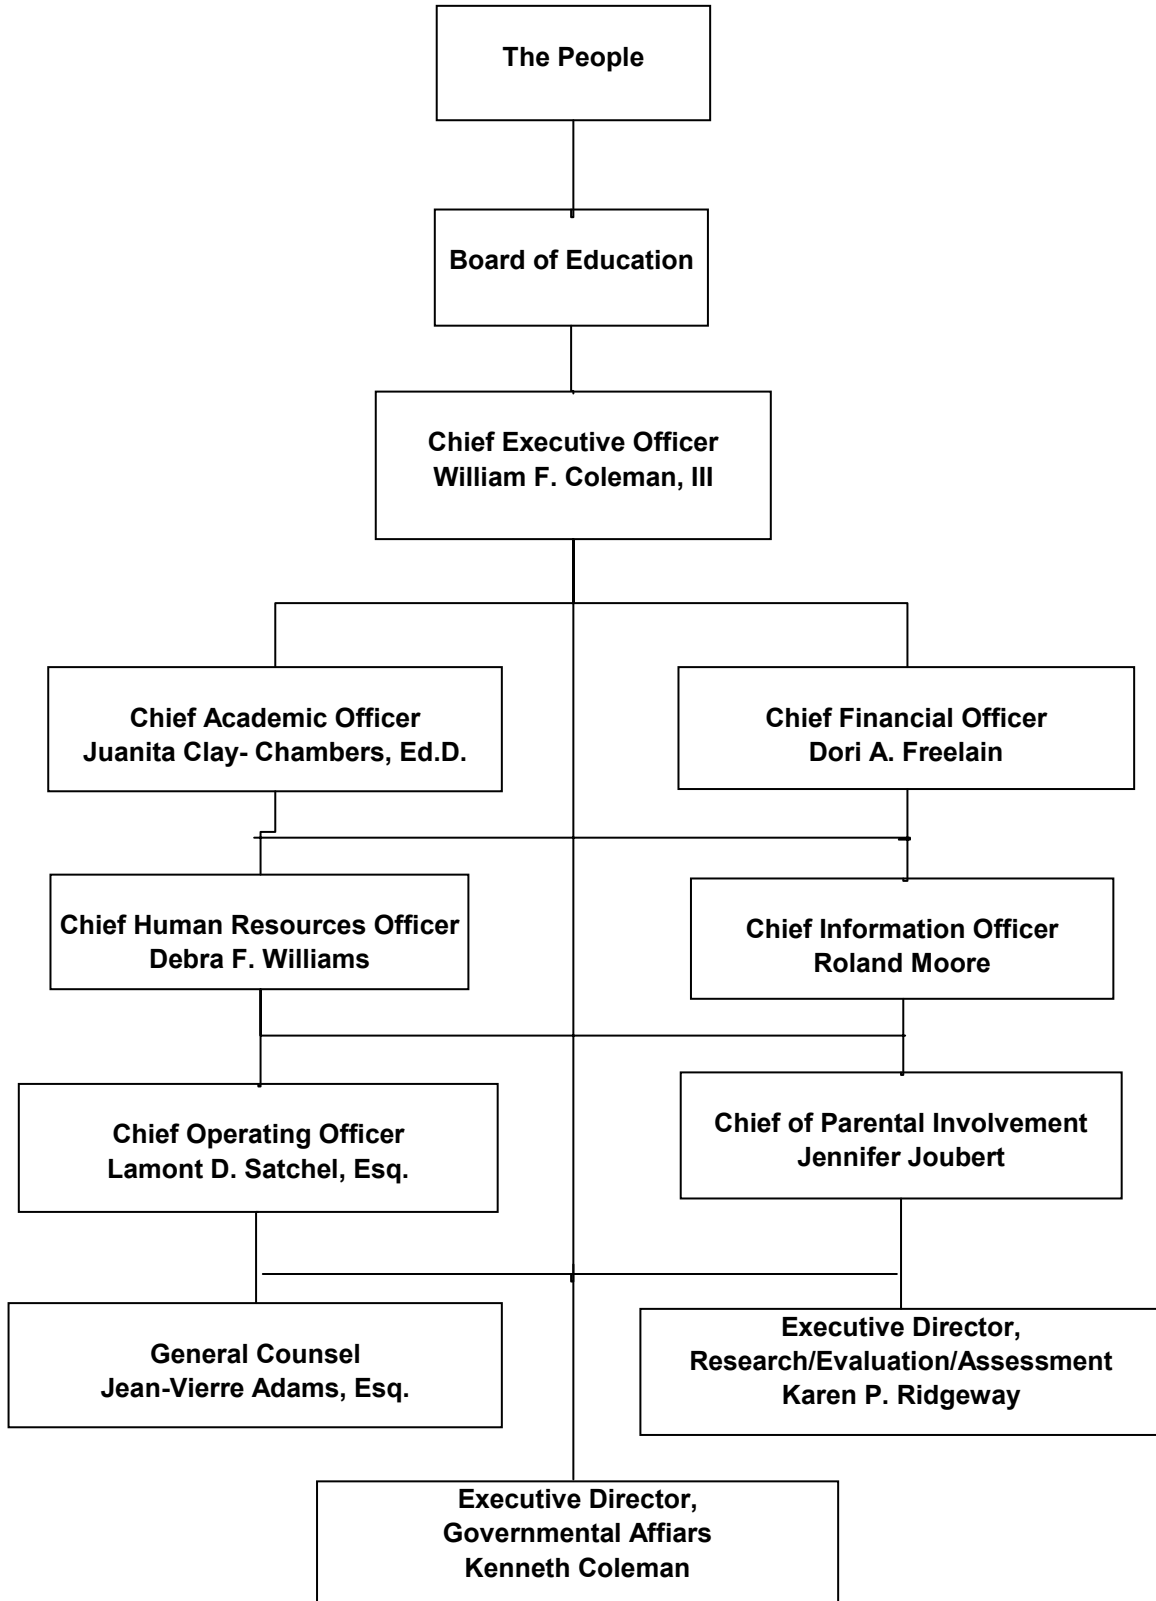 The People
Board of Education
Chief Executive Officer
William F. Coleman, III
Chief Academic Officer
Juanita Clay- Chambers, Ed.D.
Chief Financial Officer
Dori A. Freelain
Chief Human Resources Officer
Debra F. Williams
Chief Information Officer
Roland Moore
Chief Operating Officer
Lamont D. Satchel, Esq.
Chief of Parental Involvement
Jennifer Joubert
General Counsel
Jean-Vierre Adams, Esq.
Executive Director,
Research/Evaluation/Assessment
Karen P. Ridgeway
Executive Director,
Governmental Affiars
Kenneth Coleman